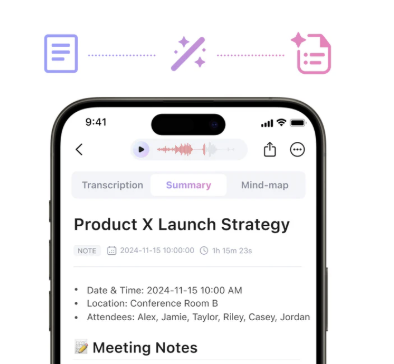 9:41
Transcription Summary Mind-map
Product X Launch Strategy
NOTE 2024-11-15 10:00:00 1h 15m 23s
• Date & Time: 2024-11-15 10:00 AM
• Location: Conference Room B
• Attendees: Alex, Jamie, Taylor, Riley, Casey, Jordan
📝 Meeting Notes